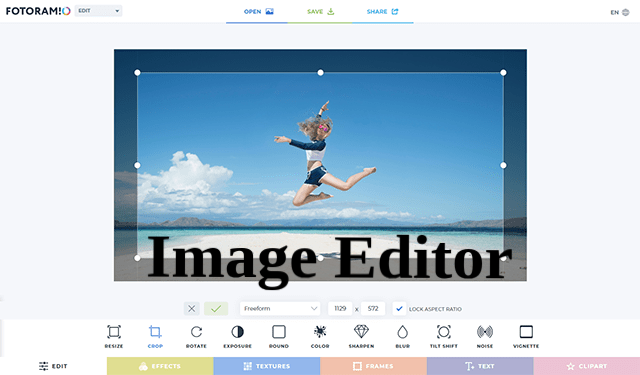 FOTORAMIO
EDIT
OPEN
SAVE
SHARE
EN
Image Editor
Freeform
1129 x 572
LOCK ASPECT RATIO
RESIZE
CROP
ROTATE
EXPOSURE
ROUND
COLOR
SHARPEN
BLUR
TILT SHIFT
NOISE
VIGNETTE
EDIT
EFFECTS
TEXTURES
FRAMES
TEXT
CLIPART